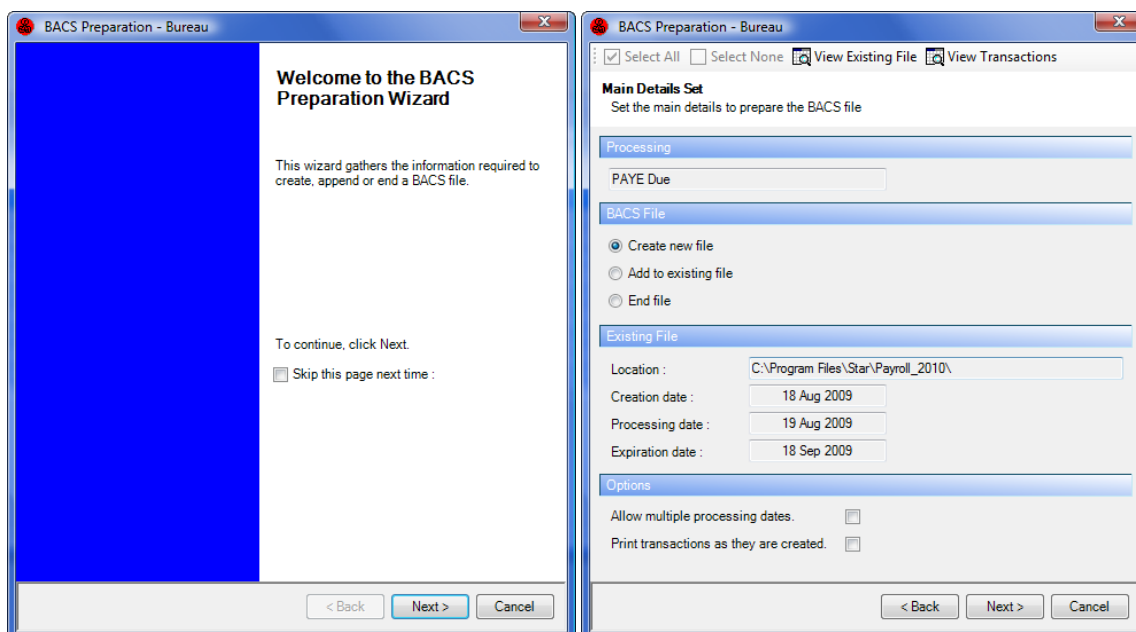 BACS Preparation - Bureau
Welcome to the BACS
Preparation Wizard
This wizard gathers the information required to
create, append or end a BACS file.
To continue, click Next.
Skip this page next time :
< Back Next > Cancel
BACS Preparation - Bureau
Select All Select None View Existing File View Transactions
Main Details Set
Set the main details to prepare the BACS file
Processing
PAYE Due
BACS File
Create new file
Add to existing file
End file
Existing File
Location : C:\Program Files\Star\Payroll_2010\
Creation date : 18 Aug 2009
Processing date : 19 Aug 2009
Expiration date : 18 Sep 2009
Options
Allow multiple processing dates.
Print transactions as they are created.
< Back Next > Cancel